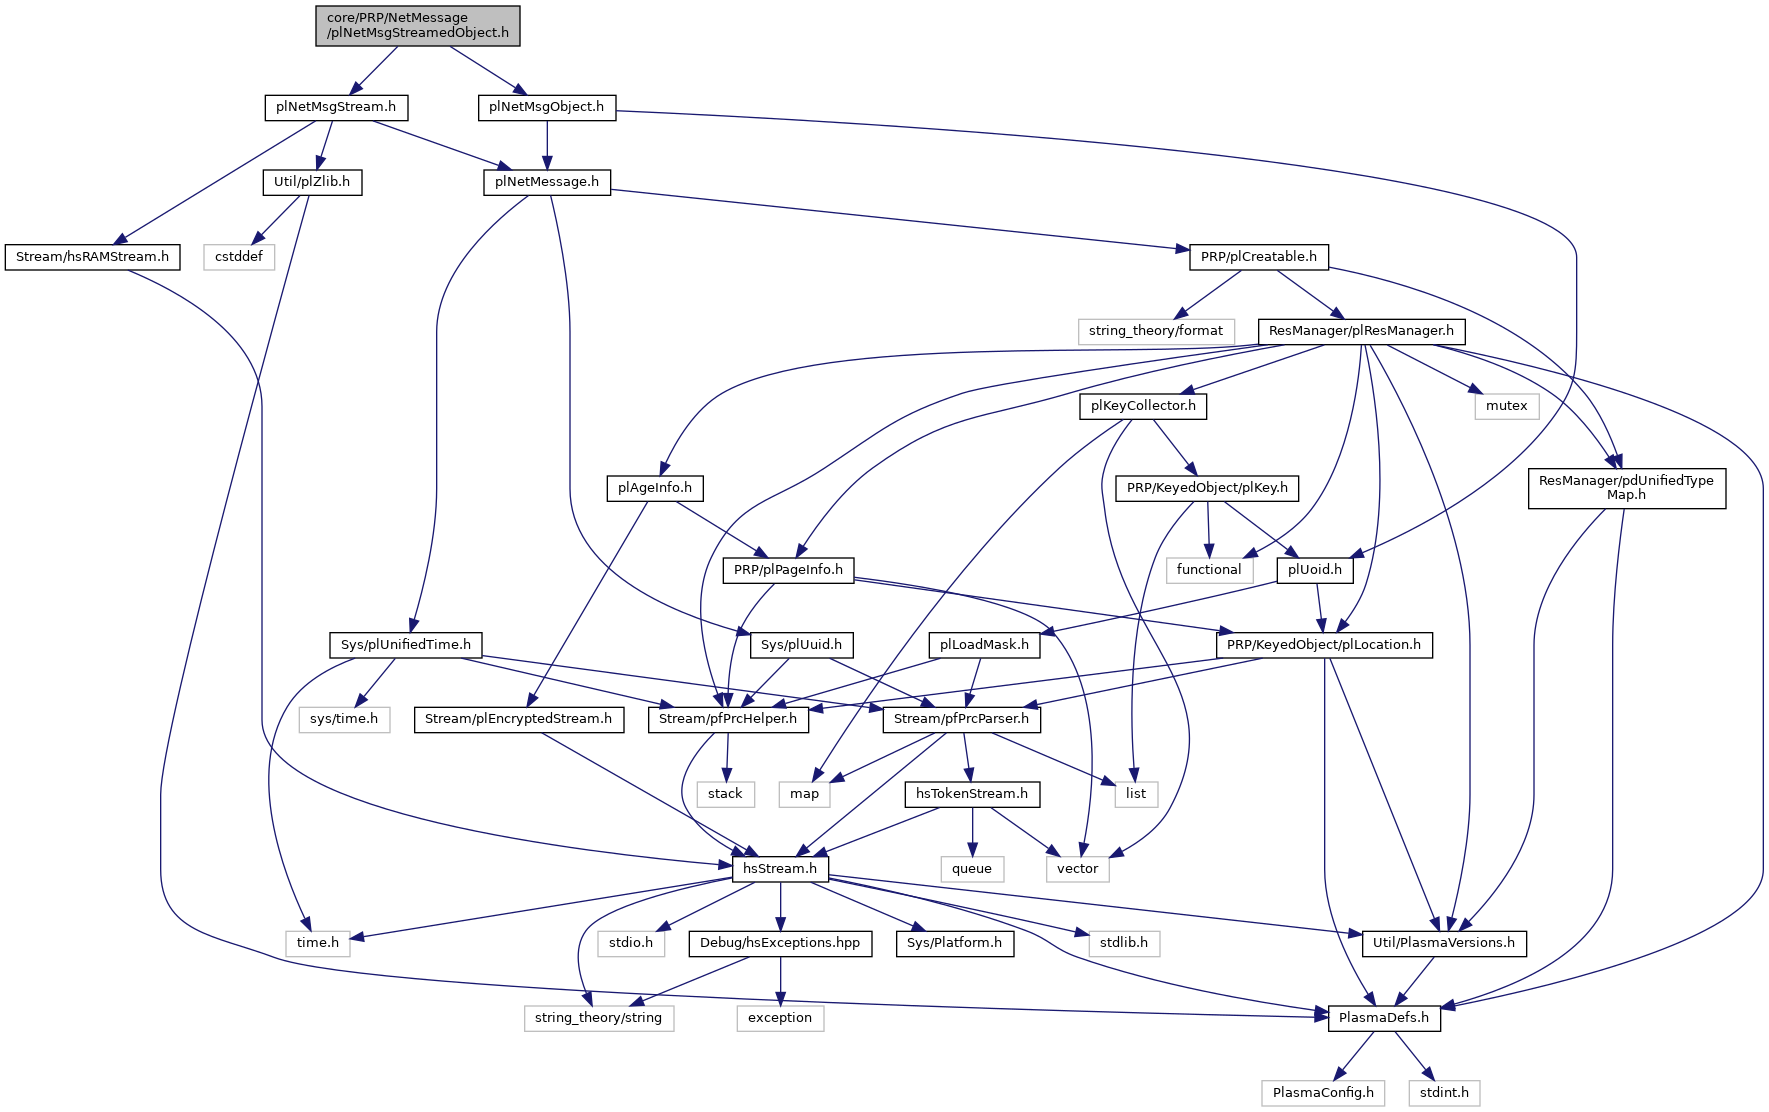 core/PRP/NetMessage
/plNetMsgStreamedObject.h
plNetMsgStream.h
plNetMsgObject.h
Util/plZlib.h
plNetMessage.h
Stream/hsRAMStream.h
cstddef
PRP/plCreatable.h
string_theory/format
ResManager/plResManager.h
plKeyCollector.h
mutex
plAgeInfo.h
PRP/KeyedObject/plKey.h
ResManager/pdUnifiedType
Map.h
PRP/plPageInfo.h
functional
plUoid.h
Sys/plUnifiedTime.h
Sys/plUuid.h
plLoadMask.h
PRP/KeyedObject/plLocation.h
sys/time.h
Stream/plEncryptedStream.h
Stream/pfPrcHelper.h
Stream/pfPrcParser.h
stack
map
hsTokenStream.h
list
hsStream.h
queue
vector
time.h
stdio.h
Debug/hsExceptions.hpp
Sys/Platform.h
stdlib.h
Util/PlasmaVersions.h
string_theory/string
exception
PlasmaDefs.h
PlasmaConfig.h
stdint.h